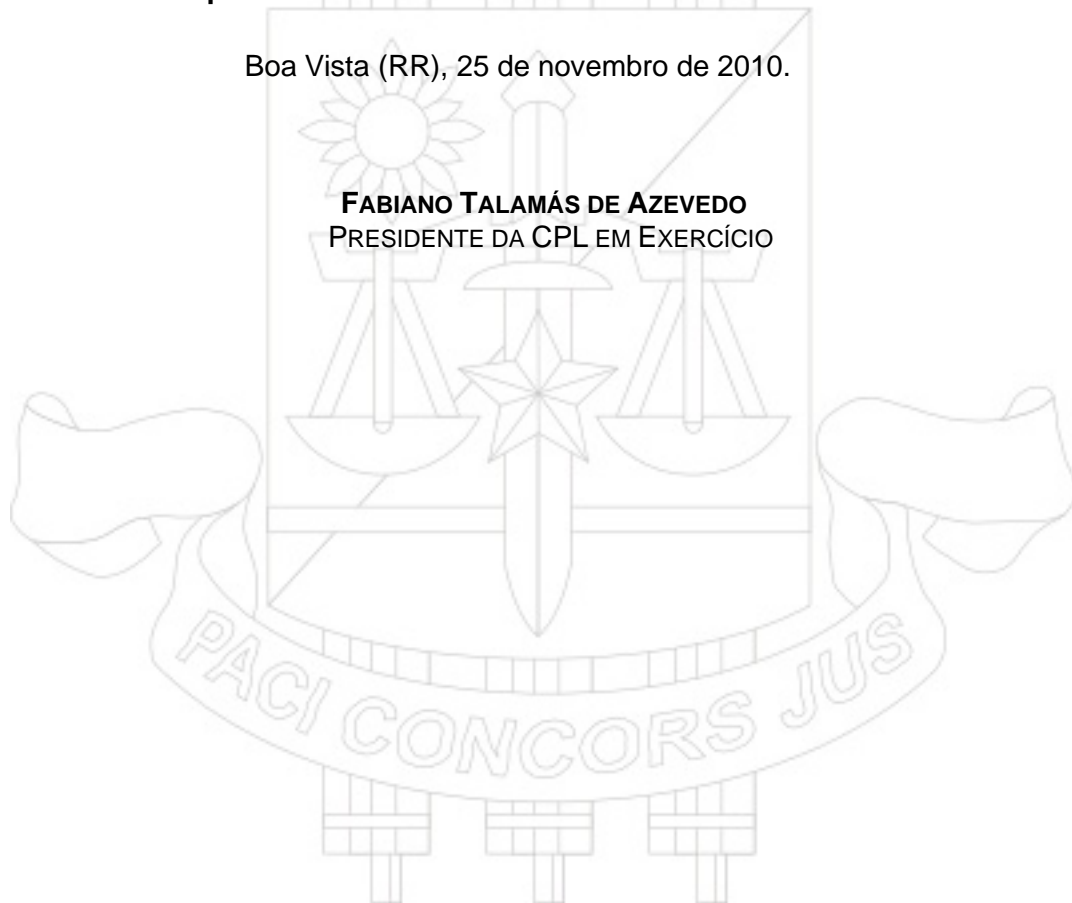 Boa Vista (RR), 25 de novembro de 2010.
FABIANO TALAMÁS DE AZEVEDO
PRESIDENTE DA CPL EM EXERCÍCIO
PACI CONCORS JUS